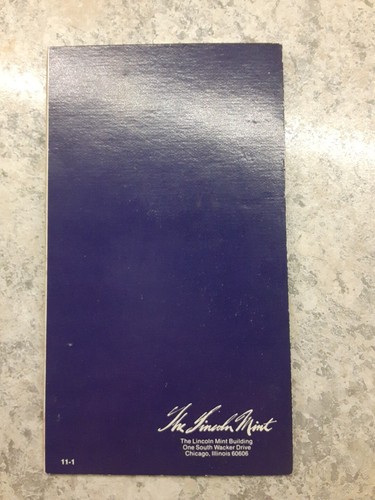 The Lincoln Mint
The Lincoln Mint Building
One South Wacker Drive
Chicago, Illinois 60606
11-1